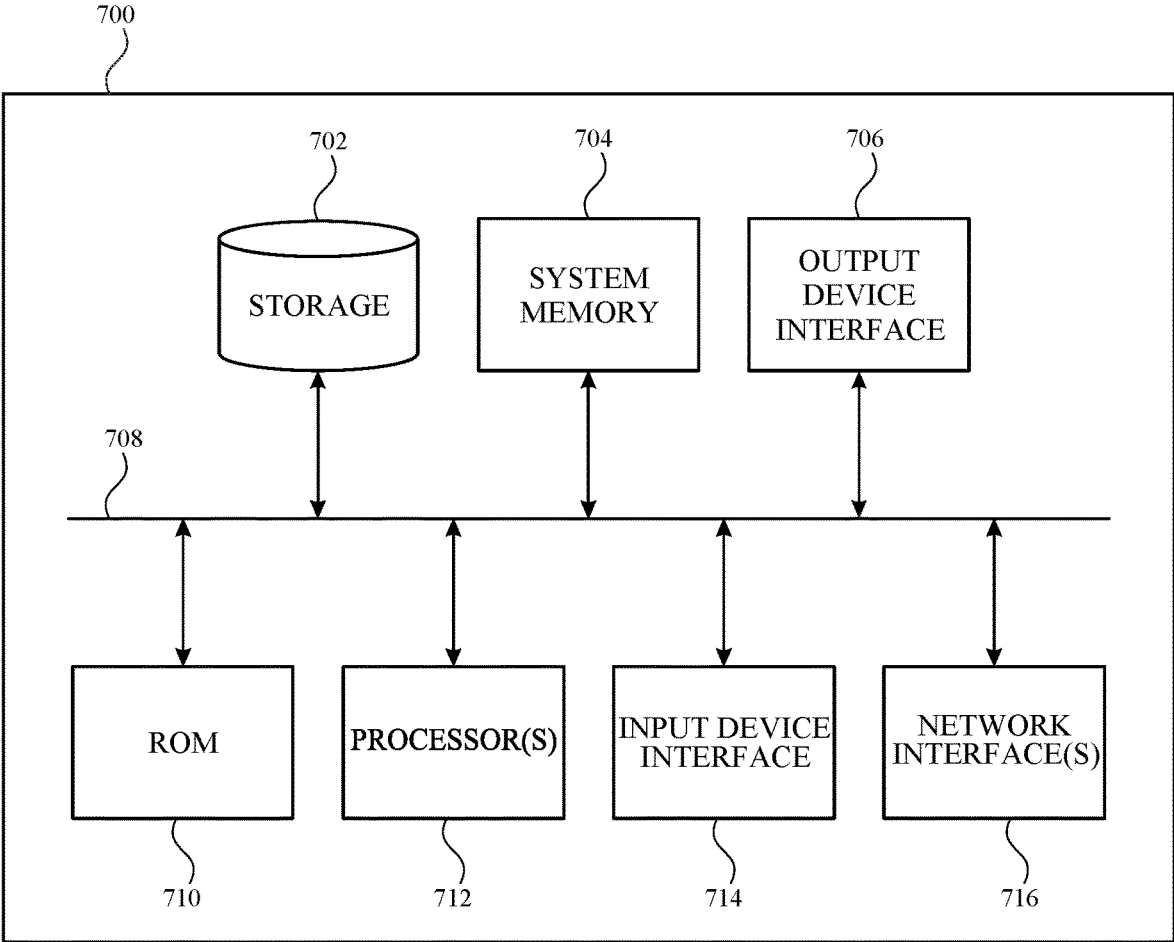 700
702
704
706
STORAGE
SYSTEM
MEMORY
OUTPUT
DEVICE
INTERFACE
708
ROM
PROCESSOR(S)
INPUT DEVICE
INTERFACE
NETWORK
INTERFACE(S)
710
712
714
716